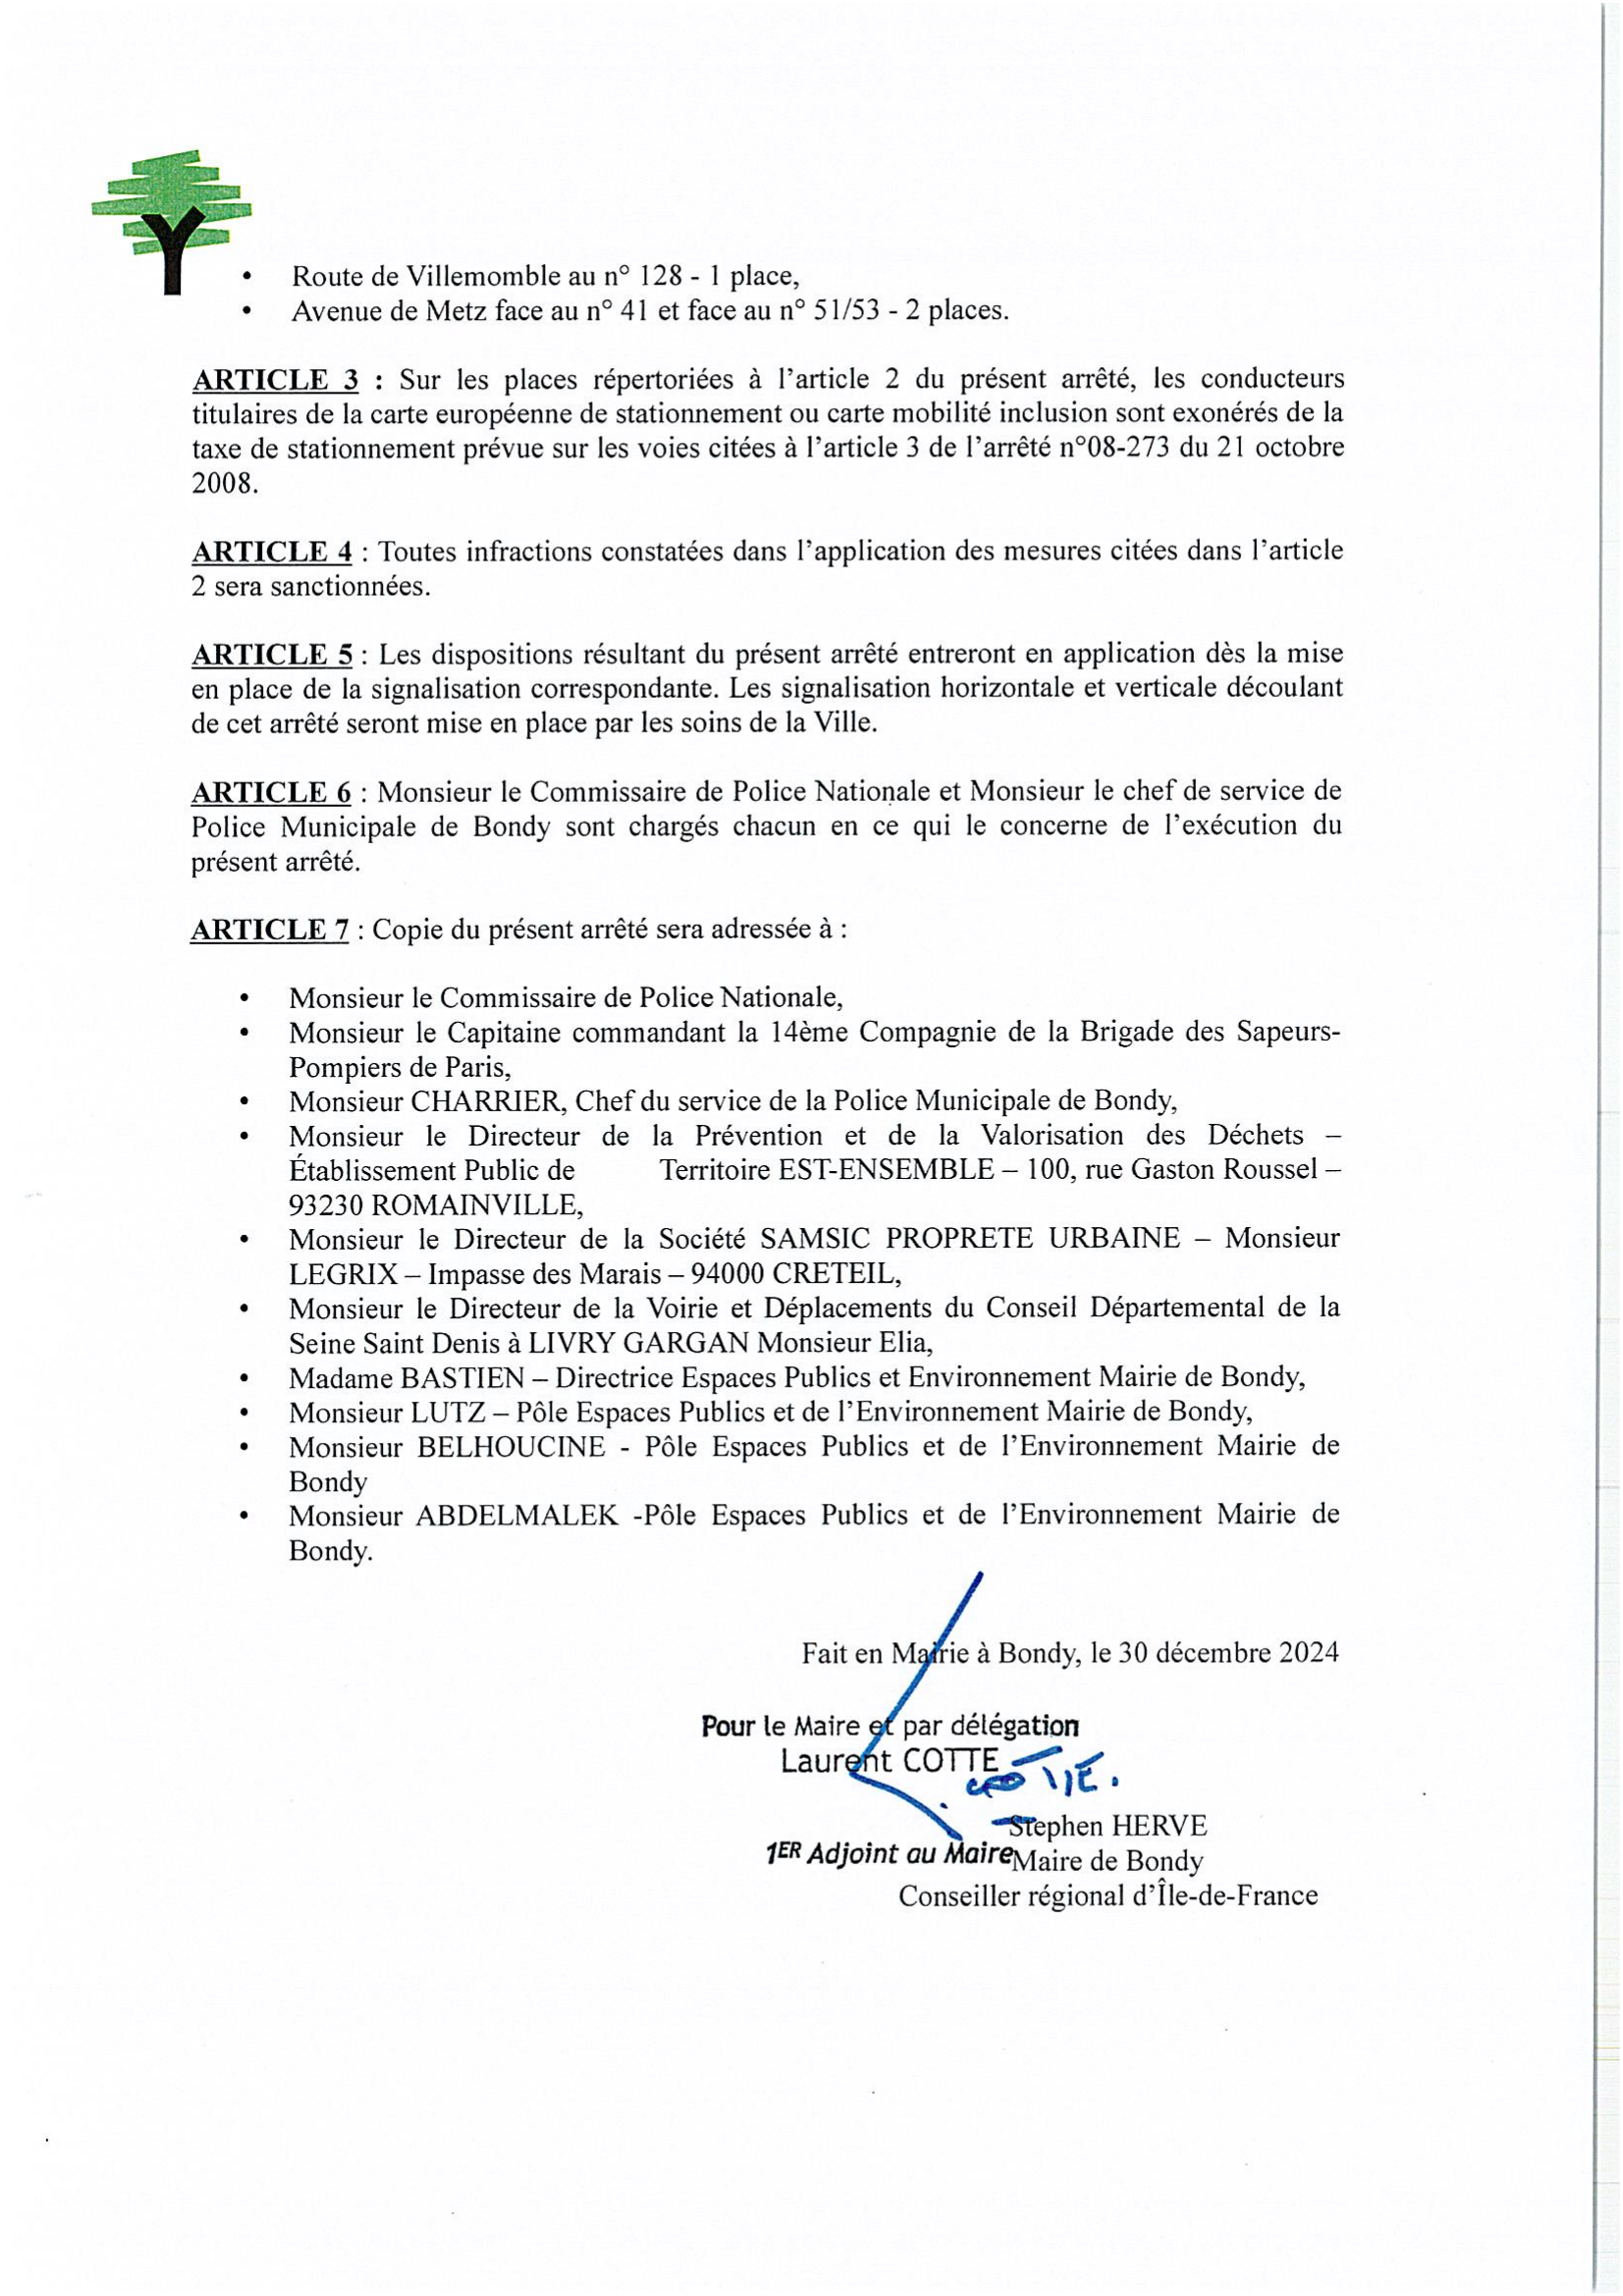 • Route de Villemomble au n° 128 - 1 place,
• Avenue de Metz face au n° 41 et face au n° 51/53 - 2 places.
ARTICLE 3 : Sur les places répertoriées à l'article 2 du présent arrêté, les conducteurs
titulaires de la carte européenne de stationnement ou carte mobilité inclusion sont exonérés de la
taxe de stationnement prévue sur les voies citées à l'article 3 de l'arrêté n°08-273 du 21 octobre
2008.
ARTICLE 4 : Toutes infractions constatées dans l'application des mesures citées dans l'article
2 sera sanctionnées.
ARTICLE 5 : Les dispositions résultant du présent arrêté entreront en application dès la mise
en place de la signalisation correspondante. Les signalisation horizontale et verticale découlant
de cet arrêté seront mise en place par les soins de la Ville.
ARTICLE 6 : Monsieur le Commissaire de Police Nationale et Monsieur le chef de service de
Police Municipale de Bondy sont chargés chacun en ce qui le concerne de l'exécution du
présent arrêté.
ARTICLE 7 : Copie du présent arrêté sera adressée à :
• Monsieur le Commissaire de Police Nationale,
• Monsieur le Capitaine commandant la 14ème Compagnie de la Brigade des Sapeurs-
Pompiers de Paris,
• Monsieur CHARRIER, Chef du service de la Police Municipale de Bondy,
• Monsieur le Directeur de la Prévention et de la Valorisation des Déchets –
Établissement Public de Territoire EST-ENSEMBLE – 100, rue Gaston Roussel –
93230 ROMAINVILLE,
• Monsieur le Directeur de la Société SAMSIC PROPRETE URBAINE – Monsieur
LEGRIX – Impasse des Marais – 94000 CRETEIL,
• Monsieur le Directeur de la Voirie et Déplacements du Conseil Départemental de la
Seine Saint Denis à LIVRY GARGAN Monsieur Elia,
• Madame BASTIEN – Directrice Espaces Publics et Environnement Mairie de Bondy,
• Monsieur LUTZ – Pôle Espaces Publics et de l'Environnement Mairie de Bondy,
• Monsieur BELHOUCINE - Pôle Espaces Publics et de l'Environnement Mairie de
Bondy
• Monsieur ABDELMALEK -Pôle Espaces Publics et de l'Environnement Mairie de
Bondy.
Fait en Mairie à Bondy, le 30 décembre 2024
Pour le Maire et par délégation
Laurent COTTE
Stephen HERVE
1ER Adjoint au Maire
Maire de Bondy
Conseiller régional d'Île-de-France